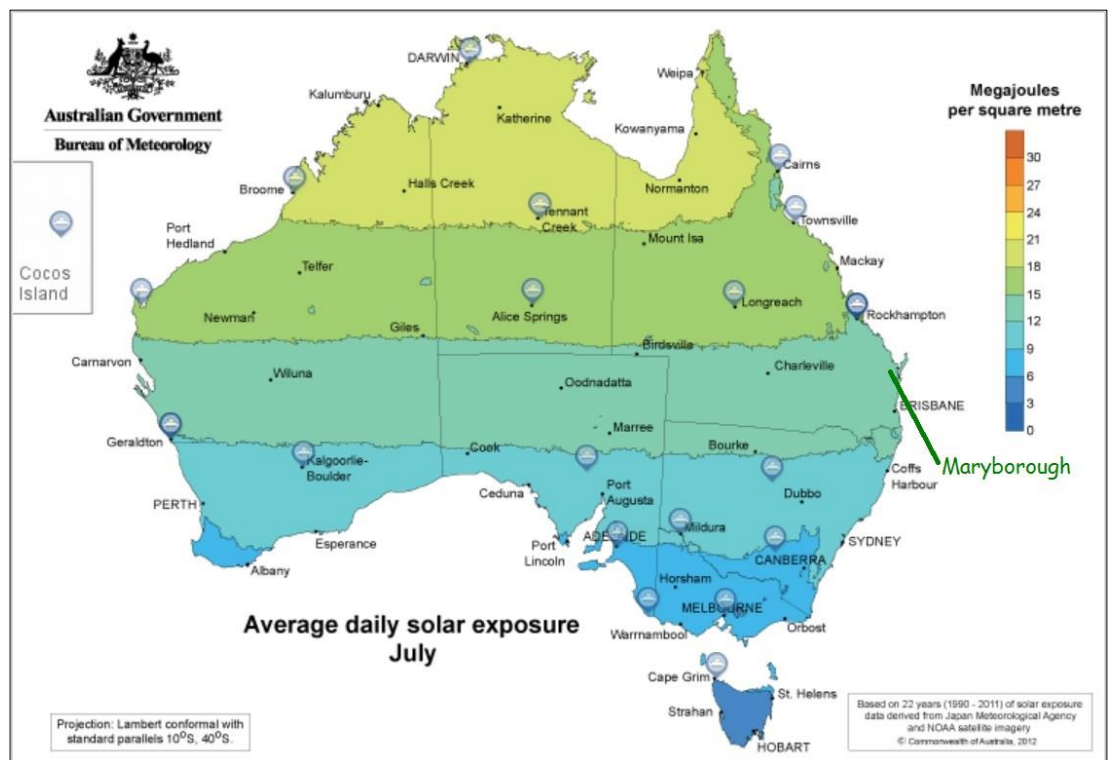 Australian Government
Bureau of Meteorology
Cocos
Island
DARWIN
Kalumburu
Katherine
Weipa
Kowanyama
Broome
Halls Creek
Tennant
Creek
Normanton
Cairns
Townsville
Port
Hedland
Telfer
Mount Isa
Mackay
Newman
Giles
Alice Springs
Longreach
Rockhampton
Carnarvon
Wiluna
Birdsville
Oodnadatta
Charleville
BRISBANE
Maryborough
Geraldton
Kalgoorlie-
Boulder
Cook
Marree
Bourke
Coffs
Harbour
PERTH
Ceduna
Port
Augusta
Dubbo
Esperance
Albany
Port
Lincoln
ADELAIDE
Mildura
SYDNEY
CANBERRA
Horsham
MELBOURNE
Warrnambool
Orbost
Cape Grim
St. Helens
Strahan
HOBART
Megajoules
per square metre
30
27
24
21
18
15
12
9
6
3
0
Average daily solar exposure
July
Projection: Lambert conformal with
standard parallels 10°S, 40°S.
Based on 22 years (1990 - 2011) of solar exposure
data derived from Japan Meteorological Agency
and NOAA satellite imagery
© Commonwealth of Australia, 2012